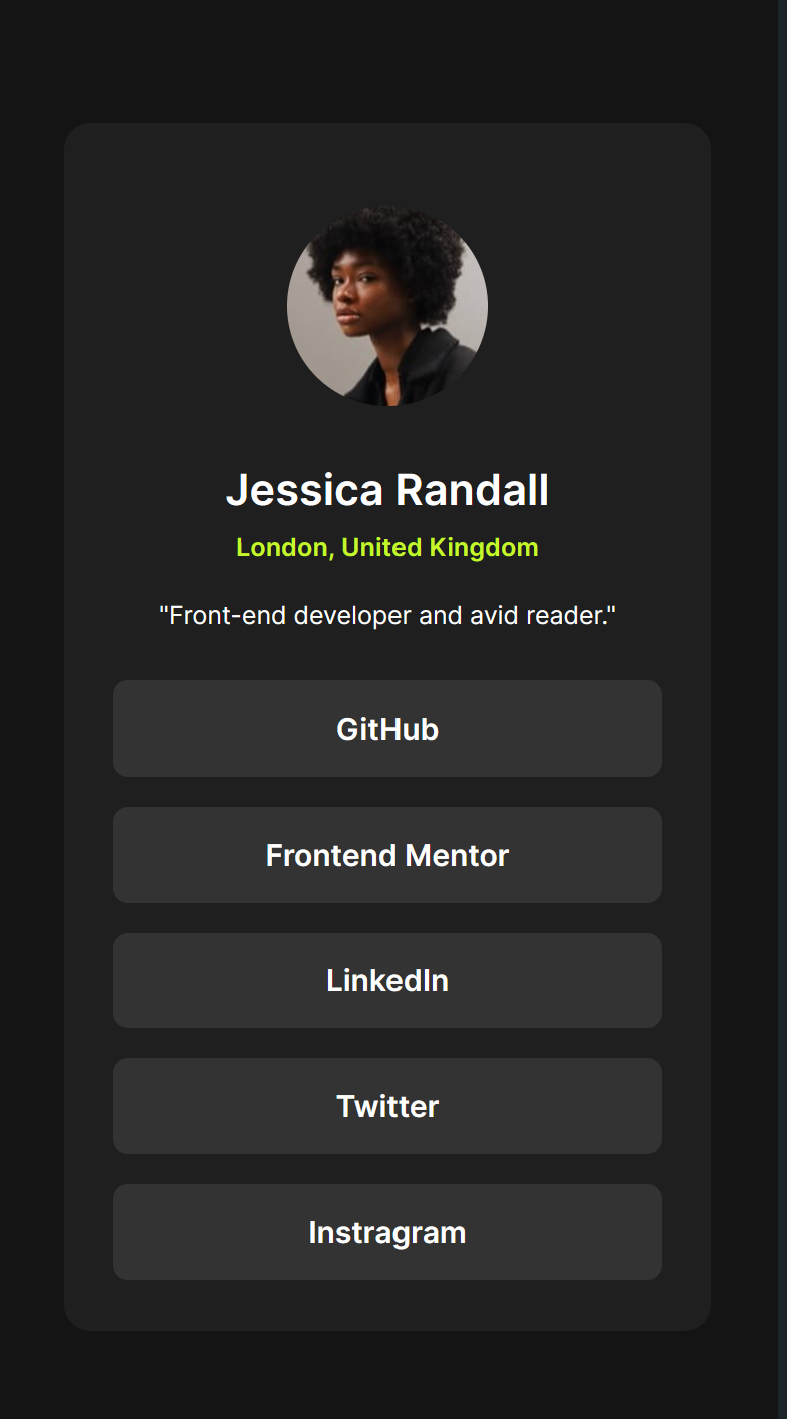 Jessica Randall
London, United Kingdom
"Front-end developer and avid reader."
GitHub
Frontend Mentor
LinkedIn
Twitter
Instragram